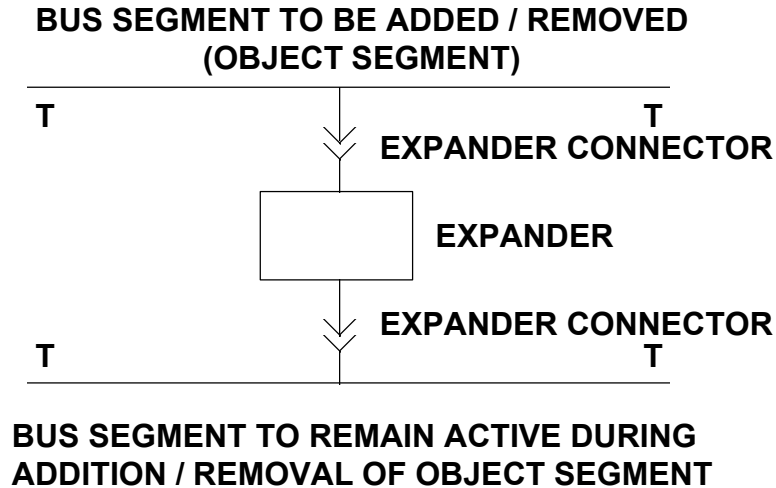 BUS SEGMENT TO BE ADDED / REMOVED
(OBJECT SEGMENT)
T T
EXPANDER CONNECTOR
EXPANDER
EXPANDER CONNECTOR
T T
BUS SEGMENT TO REMAIN ACTIVE DURING
ADDITION / REMOVAL OF OBJECT SEGMENT